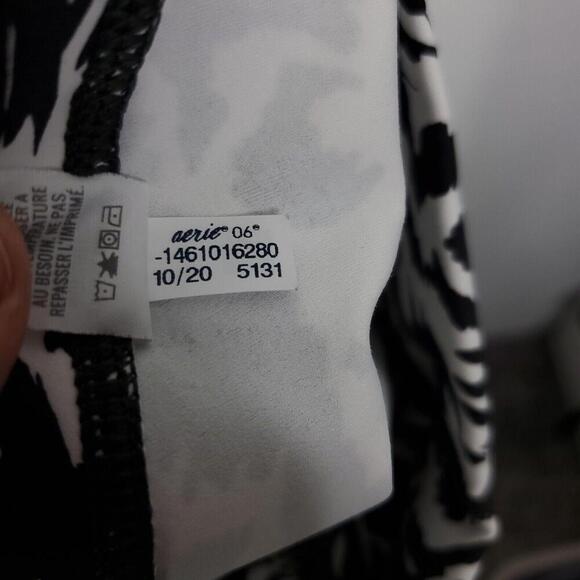 aerie® 06®
-1461016280
10/20 5131
AU BESOIN, NE PAS
REPASSER L'IMPRIMÉ.